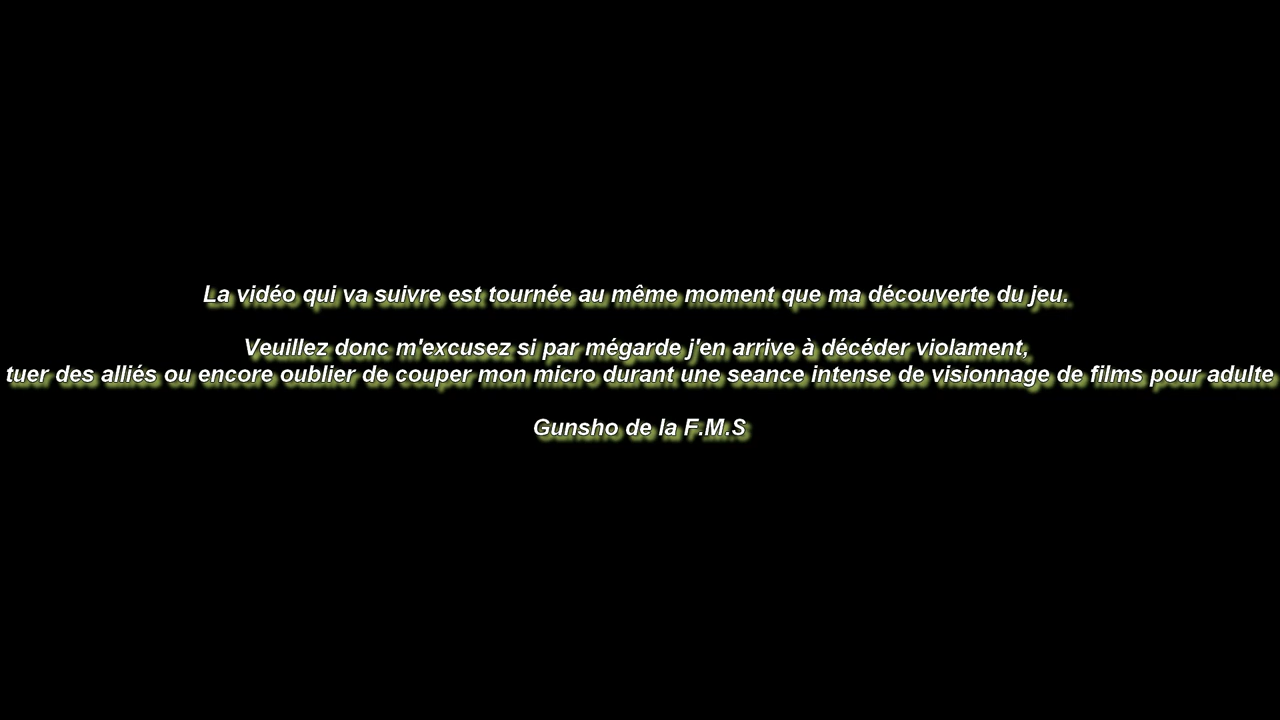 La vidéo qui va suivre est tournée au même moment que ma découverte du jeu.
Veuillez donc m'excusez si par mégarde j'en arrive à décéder violament,
tuer des alliés ou encore oublier de couper mon micro durant une seance intense de visionnage de films pour adulte
Gunsho de la F.M.S